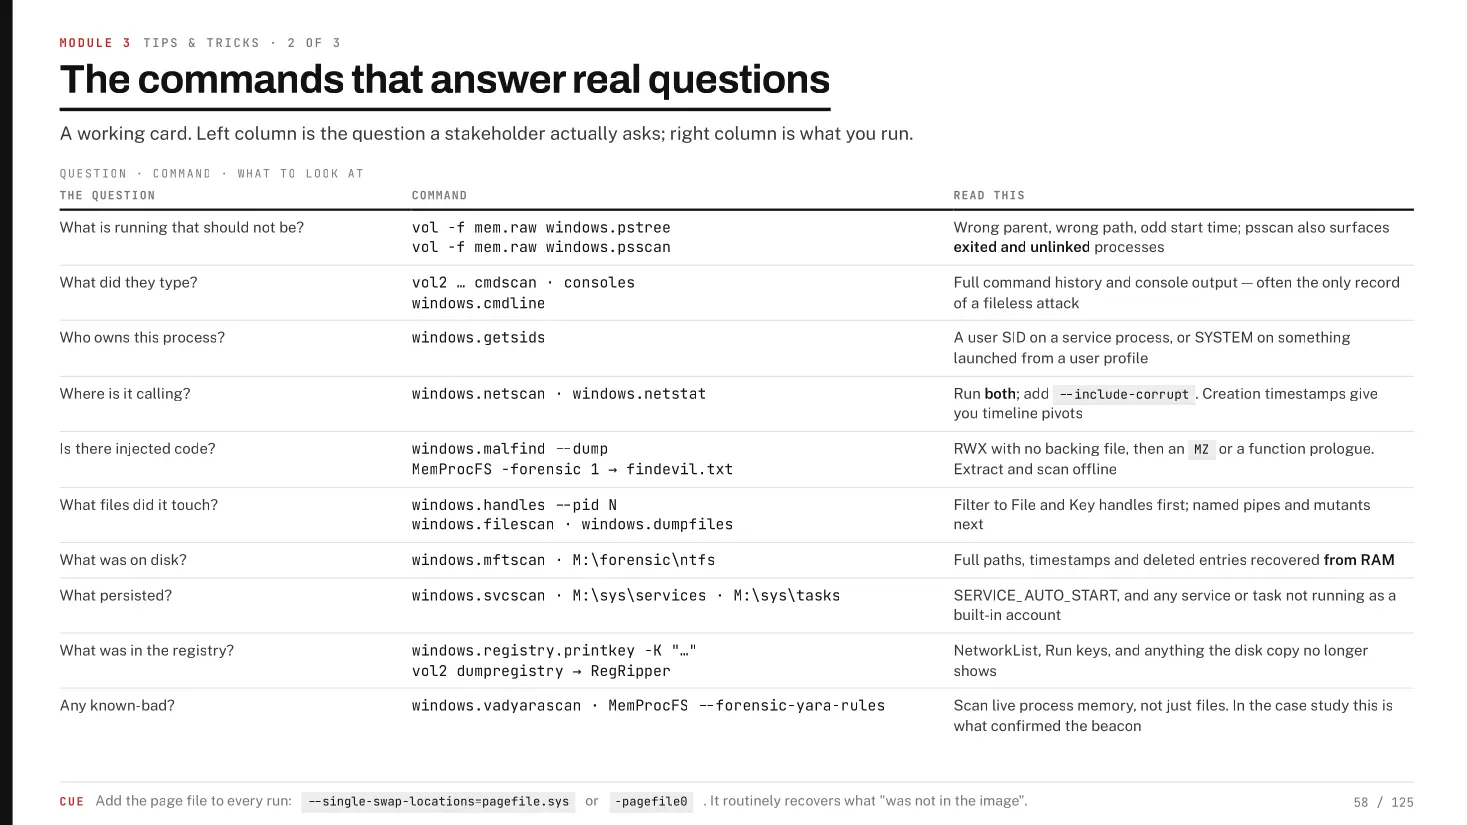 MODULE 3 TIPS & TRICKS · 2 OF 3
The commands that answer real questions
A working card. Left column is the question a stakeholder actually asks; right column is what you run.
QUESTION · COMMAND · WHAT TO LOOK AT
THE QUESTION COMMAND READ THIS
What is running that should not be?
vol -f mem.raw windows.pstree
vol -f mem.raw windows.psscan
Wrong parent, wrong path, odd start time; psscan also surfaces
exited and unlinked processes
What did they type?
vol2 … cmdscan · consoles
windows.cmdline
Full command history and console output — often the only record
of a fileless attack
Who owns this process?
windows.getsids
A user SID on a service process, or SYSTEM on something
launched from a user profile
Where is it calling?
windows.netscan · windows.netstat
Run both; add --include-corrupt. Creation timestamps give
you timeline pivots
Is there injected code?
windows.malfind --dump
MemProcFS -forensic 1 → findevil.txt
RWX with no backing file, then an MZ or a function prologue.
Extract and scan offline
What files did it touch?
windows.handles --pid N
windows.filescan · windows.dumpfiles
Filter to File and Key handles first; named pipes and mutants
next
What was on disk?
windows.mftscan · M:\forensic\ntfs
Full paths, timestamps and deleted entries recovered from RAM
What persisted?
windows.svcscan · M:\sys\services · M:\sys\tasks
SERVICE_AUTO_START, and any service or task not running as a
built-in account
What was in the registry?
windows.registry.printkey -K "…"
vol2 dumpregistry → RegRipper
NetworkList, Run keys, and anything the disk copy no longer
shows
Any known-bad?
windows.vadyarascan · MemProcFS --forensic-yara-rules
Scan live process memory, not just files. In the case study this is
what confirmed the beacon
CUE Add the page file to every run: --single-swap-locations=pagefile.sys or -pagefile0 . It routinely recovers what "was not in the image".
58 / 125